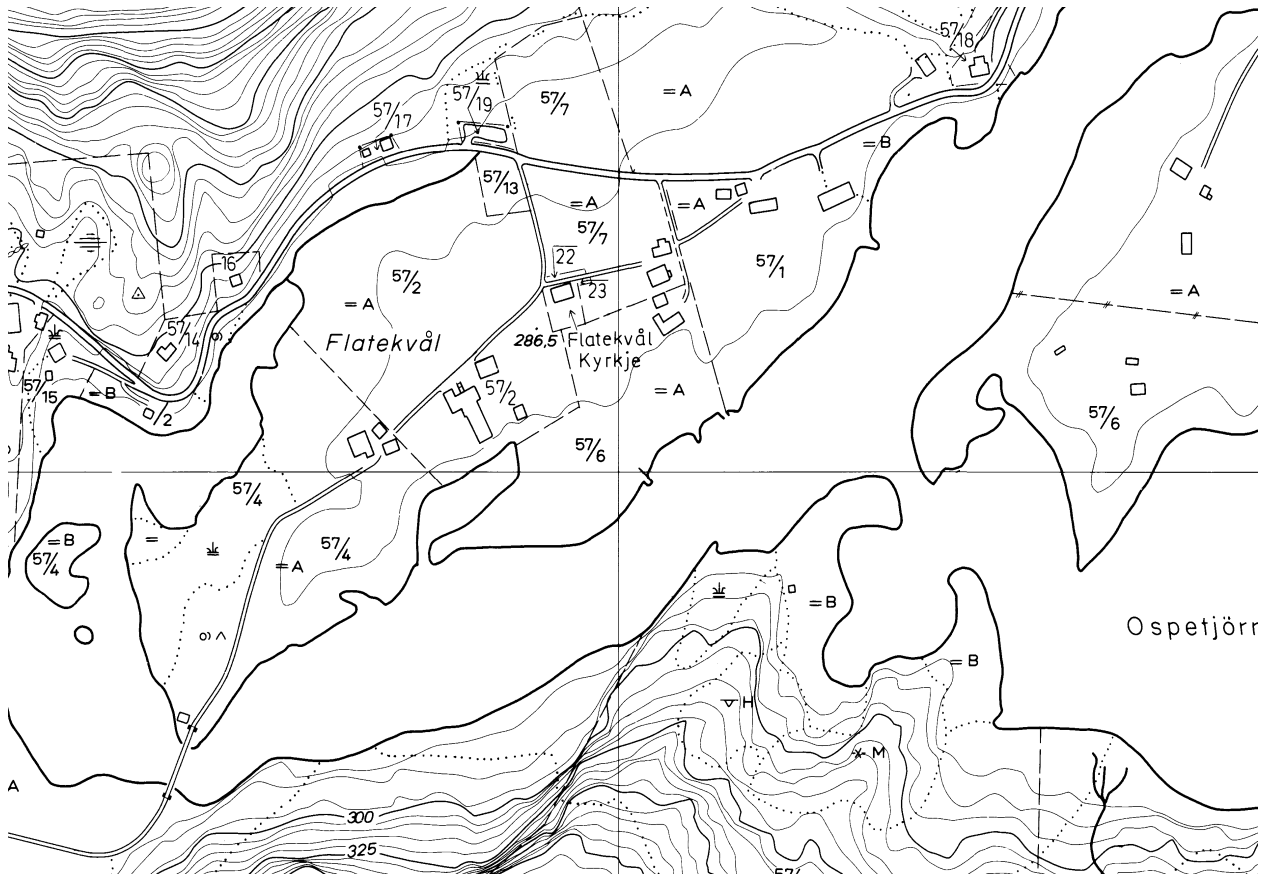 57/18
57/19
57/7
= A
57/17
= B
57/13
= A
= A
57/7
16
22
57/2
57/1
23
= A
= A
57/14
Flatekvål
286,5 Flatekvål
Kyrkje
57/15
= B
/2
57/2
= A
57/6
57/6
57/4
= B
57/4
=
57/4
= A
= B
Ospetjörr
= B
H
M
A
300
325
57/